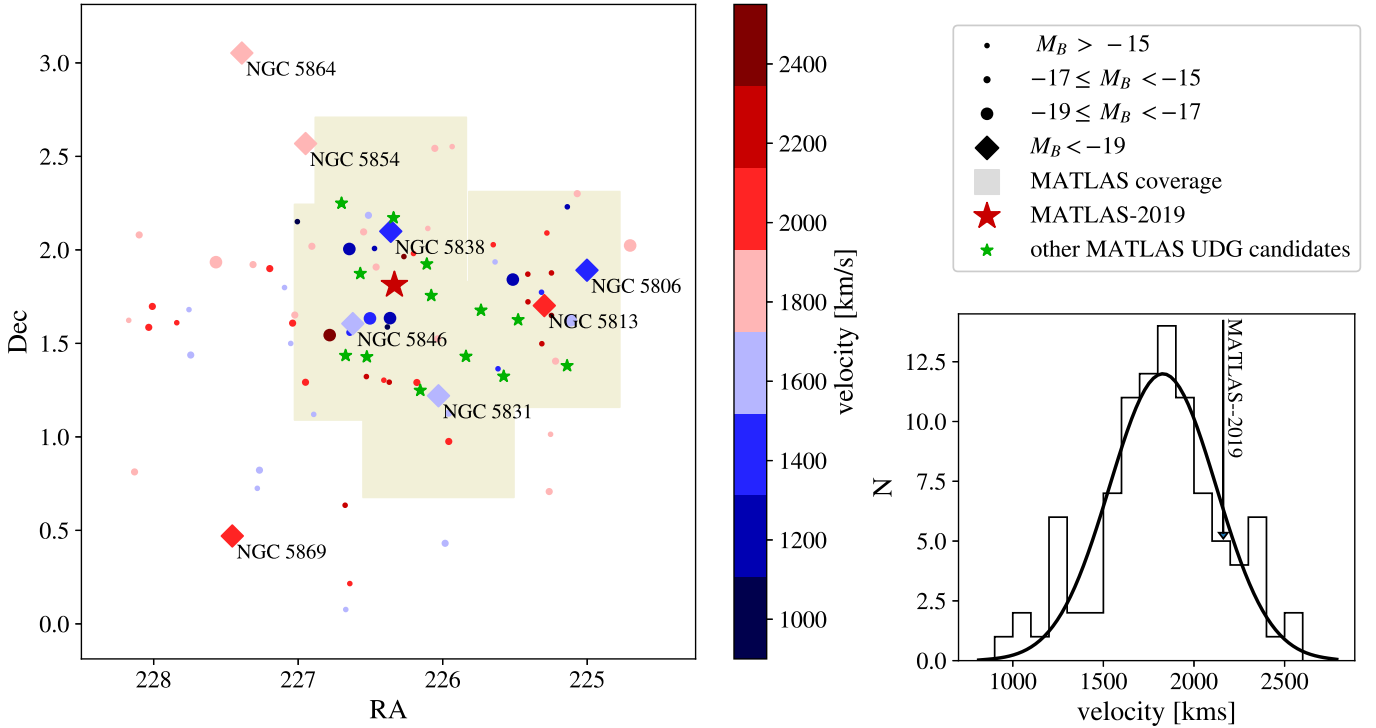 3.0
2.5
2.0
1.5
1.0
0.5
0.0
Dec
228
227
226
225
RA
NGC 5864
NGC 5854
NGC 5838
NGC 5806
NGC 5813
NGC 5846
NGC 5831
NGC 5869
2400
2200
2000
1800
1600
1400
1200
1000
velocity [km/s]
M_B > −15
−17 ≤ M_B < −15
−19 ≤ M_B < −17
M_B < −19
MATLAS coverage
MATLAS-2019
other MATLAS UDG candidates
12.5
10.0
7.5
5.0
2.5
0.0
N
MATLAS--2019
1000
1500
2000
2500
velocity [kms]